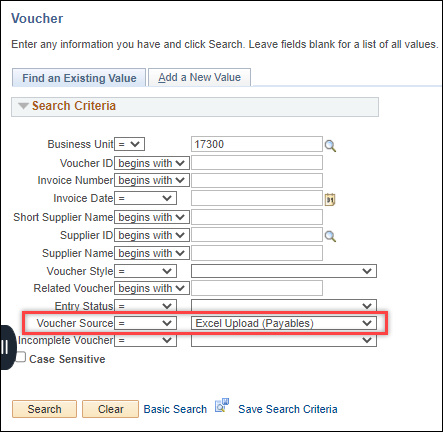 Voucher
Enter any information you have and click Search. Leave fields blank for a list of all values.
Find an Existing Value Add a New Value
Search Criteria
Business Unit = 17300
Voucher ID begins with
Invoice Number begins with
Invoice Date = 31
Short Supplier Name begins with
Supplier ID begins with
Supplier Name begins with
Voucher Style =
Related Voucher begins with
Entry Status =
Voucher Source = Excel Upload (Payables)
Incomplete Voucher =
Case Sensitive
Search Clear Basic Search Save Search Criteria